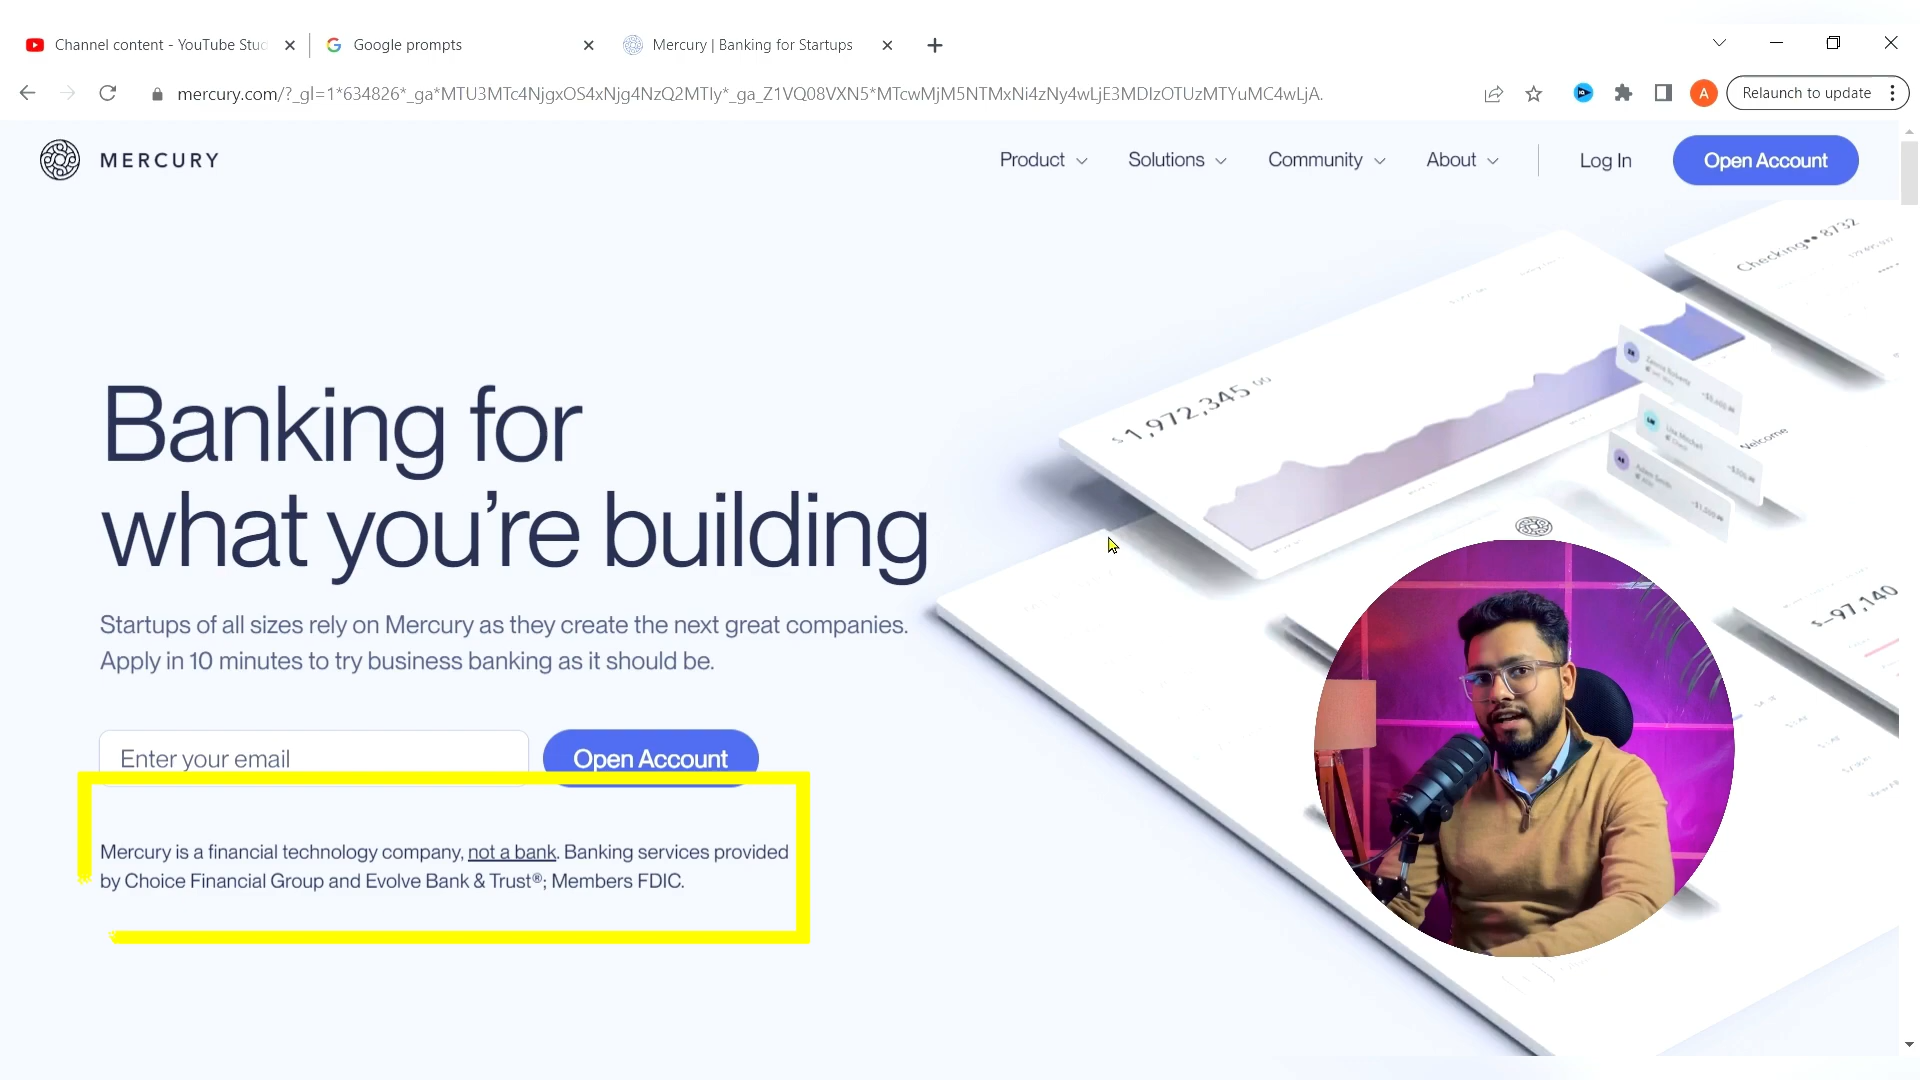 Channel content - YouTube Stud
Google prompts
Mercury | Banking for Startups
mercury.com/?_gl=1*634826*_ga*MTU3MTc4NjgxOS4xNjg4NzQ2MTIy*_ga_Z1VQ08VXN5*MTcwMjM5NTMxNi4zNy4wLjE3MDIzOTUzMTYuMC4wLjA.
A
Relaunch to update
MERCURY
Product
Solutions
Community
About
Log In
Open Account
Checking•• 8732
$1,972,345.00
Welcome
$-97,140
Banking for
what you’re building
Startups of all sizes rely on Mercury as they create the next great companies.
Apply in 10 minutes to try business banking as it should be.
Enter your email
Open Account
Mercury is a financial technology company, not a bank. Banking services provided
by Choice Financial Group and Evolve Bank & Trust®; Members FDIC.